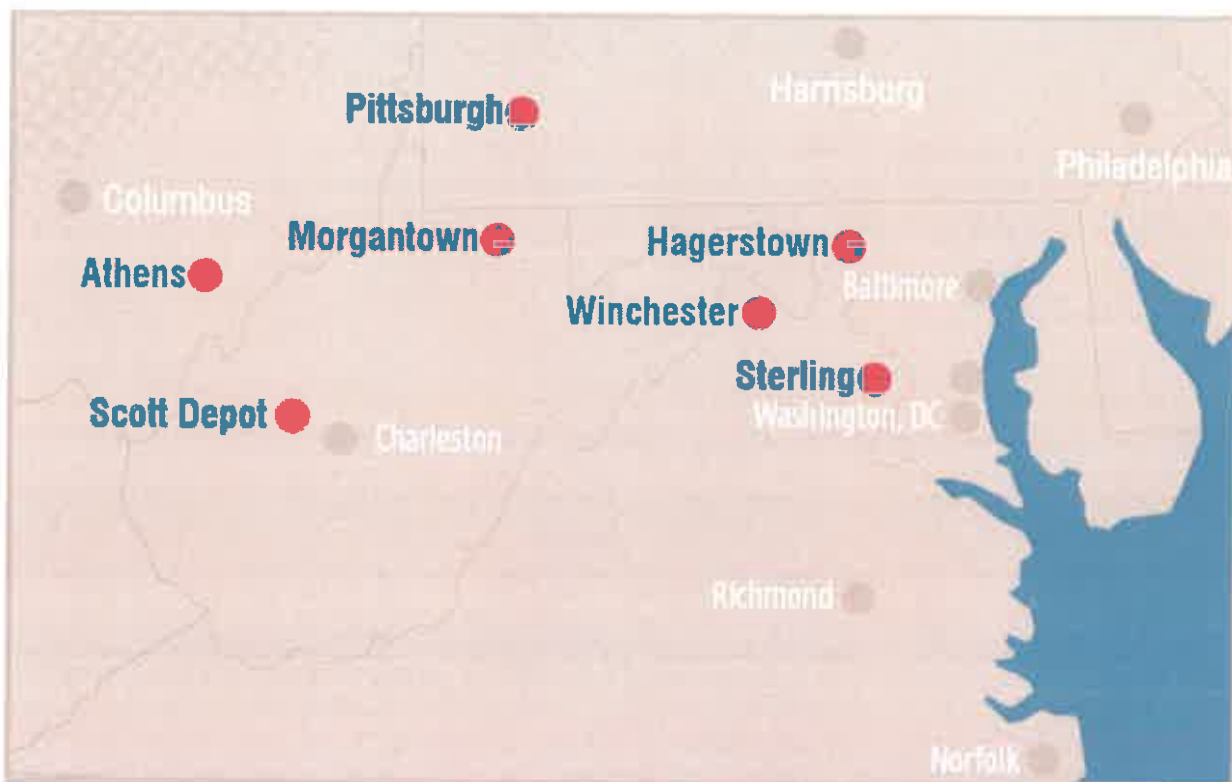 Harrisburg
Pittsburgh
Philadelphia
Columbus
Morgantown
Hagerstown
Athens
Baltimore
Winchester
Sterling
Scott Depot
Washington, DC
Charleston
Richmond
Norfolk